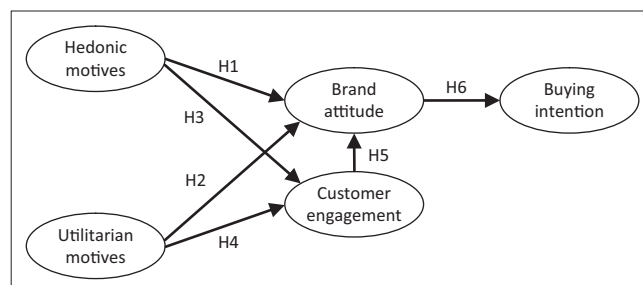 Hedonic
motives
H1
H3
Brand
attitude
H6
Buying
intention
H2
H5
Customer
engagement
H4
Utilitarian
motives